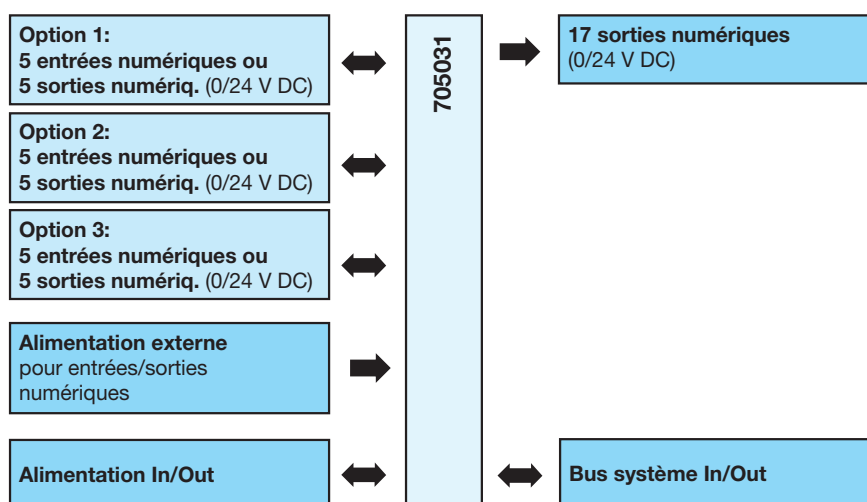 Option 1:
5 entrées numériques ou
5 sorties numériq. (0/24 V DC)
Option 2:
5 entrées numériques ou
5 sorties numériq. (0/24 V DC)
Option 3:
5 entrées numériques ou
5 sorties numériq. (0/24 V DC)
Alimentation externe
pour entrées/sorties
numériques
Alimentation In/Out
705031
17 sorties numériques
(0/24 V DC)
Bus système In/Out